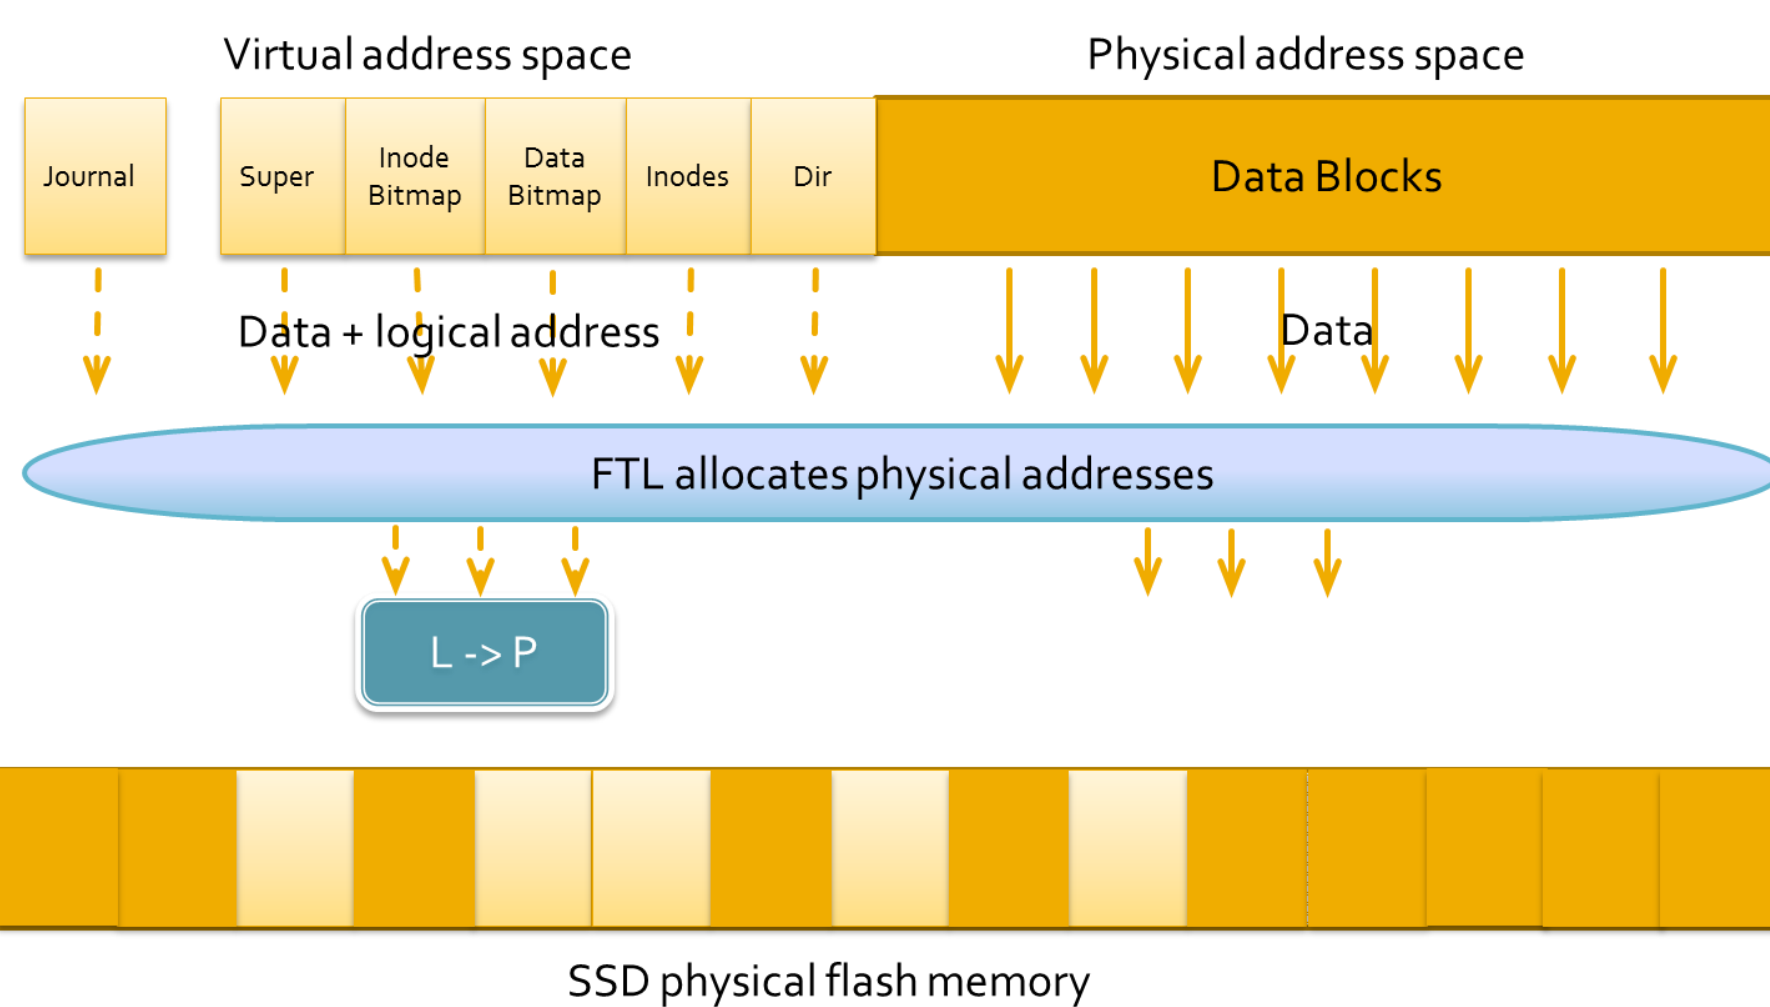 Virtual address space
Physical address space
Journal
Super
Inode
Bitmap
Data
Bitmap
Inodes
Dir
Data Blocks
Data + logical address
Data
FTL allocates physical addresses
L -> P
SSD physical flash memory